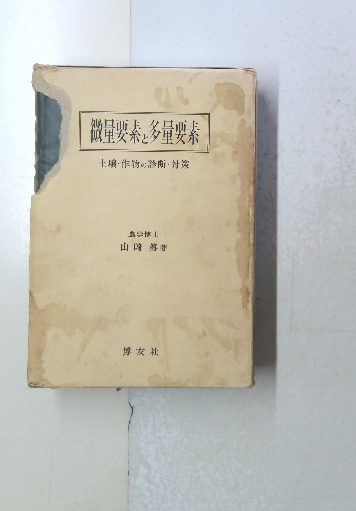 微量要素と多量要素
土壌・作物の診断・対策
農学博士
山崎 傳 著
博友社